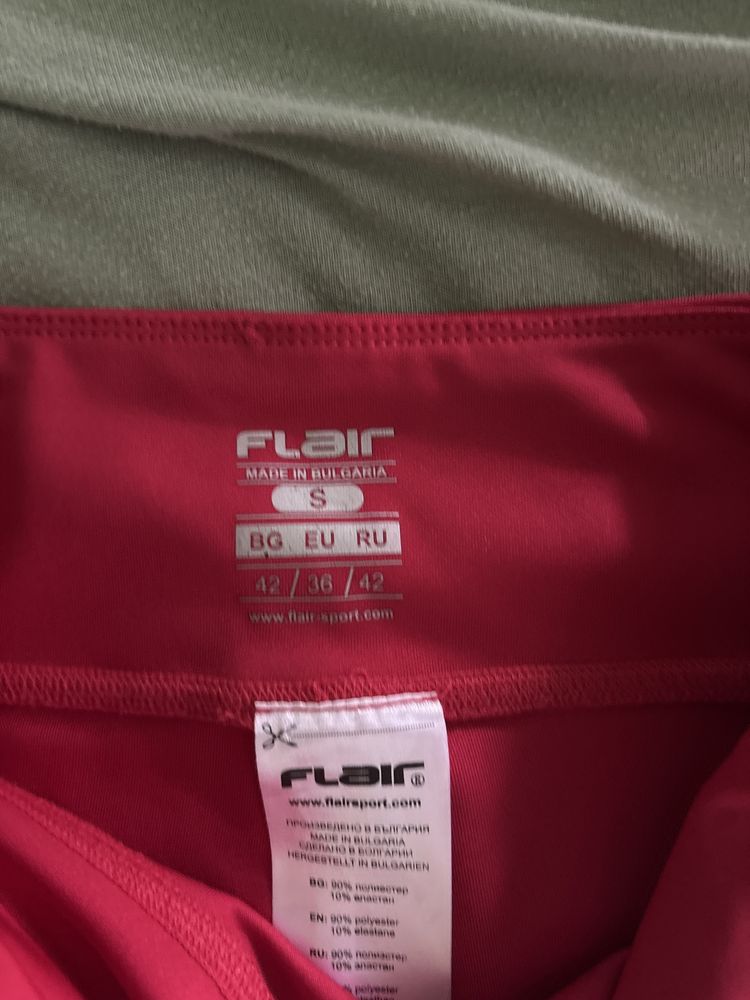 FLair
MADE IN BULGARIA
S
BG EU RU
42 / 36 / 42
www.flair-sport.com
FLair®
www.flairsport.com
ПРОИЗВЕДЕНО В БЪЛГАРИЯ
MADE IN BULGARIA
СДЕЛАНО В БОЛГАРИИ
HERGESTELLT IN BULGARIEN
BG: 90% полиестер
10% еластан
EN: 90% polyester
10% elastane
RU: 90% полиэстер
10% эластан
polyester